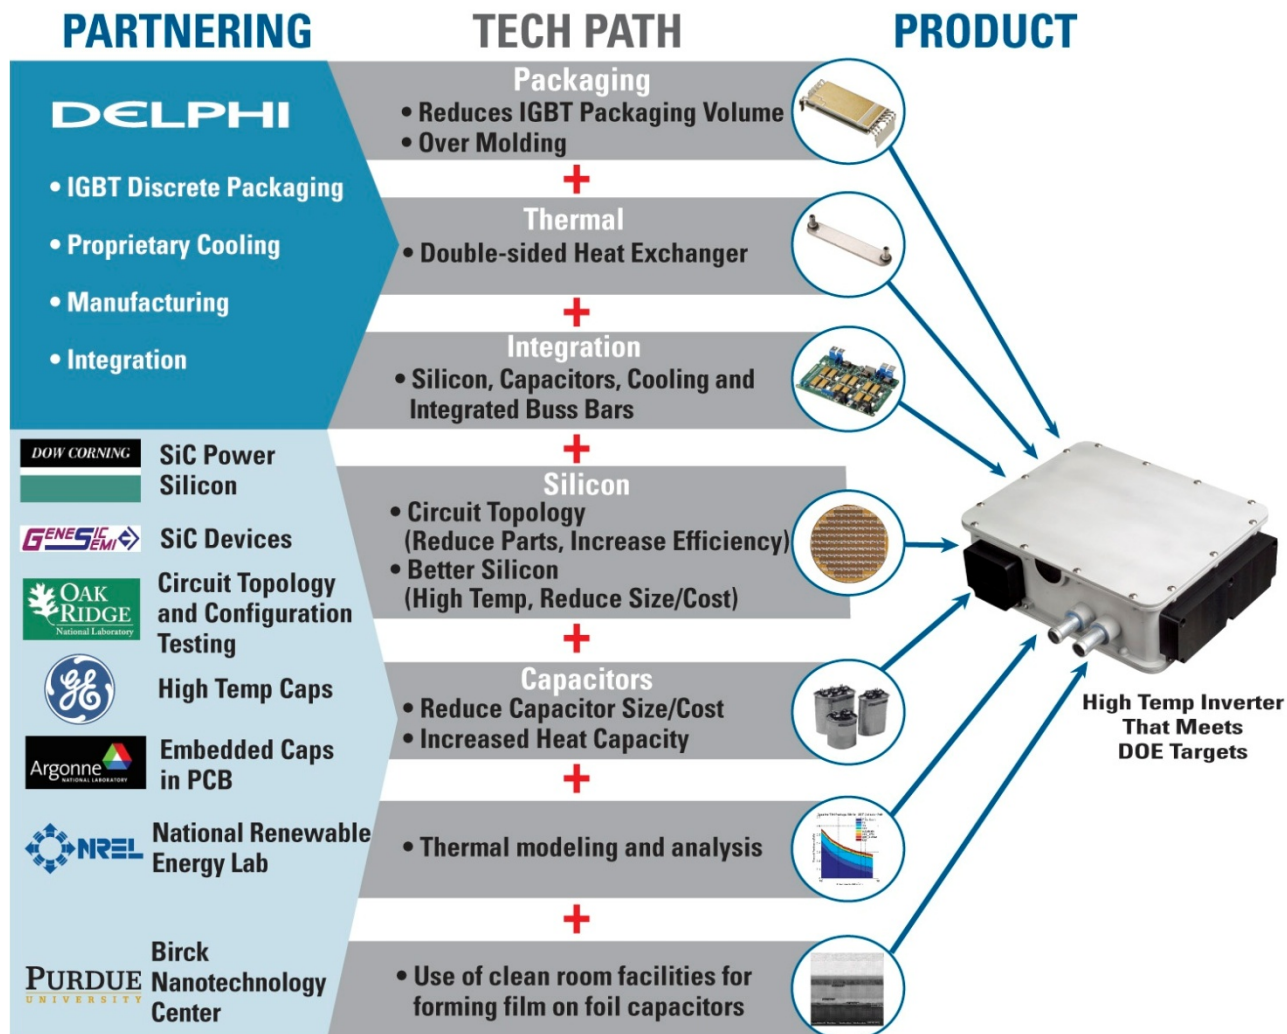 PARTNERING
TECH PATH
PRODUCT
DELPHI
• IGBT Discrete Packaging
• Proprietary Cooling
• Manufacturing
• Integration
Packaging
• Reduces IGBT Packaging Volume
• Over Molding
+
Thermal
• Double-sided Heat Exchanger
+
Integration
• Silicon, Capacitors, Cooling and
Integrated Buss Bars
+
DOW CORNING
SiC Power
Silicon
GENESIC
SEMI
SiC Devices
OAK
RIDGE
National Laboratory
Circuit Topology
and Configuration
Testing
Silicon
• Circuit Topology
(Reduce Parts, Increase Efficiency)
• Better Silicon
(High Temp, Reduce Size/Cost)
+
GE
High Temp Caps
Argonne
NATIONAL LABORATORY
Embedded Caps
in PCB
Capacitors
• Reduce Capacitor Size/Cost
• Increased Heat Capacity
+
NREL
National Renewable
Energy Lab
• Thermal modeling and analysis
+
PURDUE
UNIVERSITY
Birck
Nanotechnology
Center
• Use of clean room facilities for
forming film on foil capacitors
High Temp Inverter
That Meets
DOE Targets